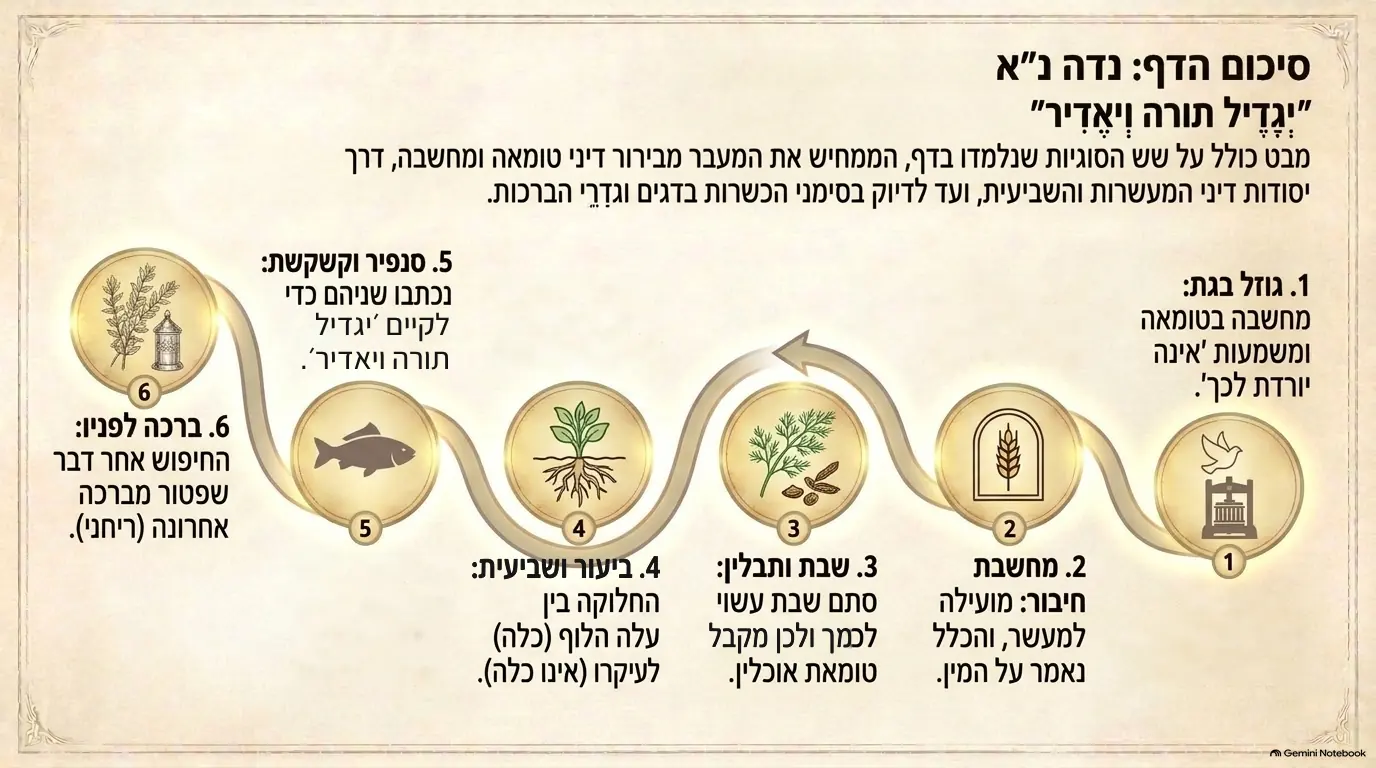 סיכום הדף: נדה נ"א
"יְגָדֶיל תורה וְיאֶדִיר"
מבט כולל על שש הסוגיות שנלמדו בדף, הממחיש את המעבר מבירור דיני טומאה ומחשבה, דרך
יסודות דיני המעשרות והשביעית, ועד לדיוק בסימני הכשרות בדגים וגדָרֵי הברכות.
1. גוזל בגת:
מחשבה בטומאה
ומשמעות 'אינה
יורדת לכך'.
1
2. מחשבת
חיבור: מועילה
למעשר, והכלל
נאמר על המין.
2
3. שבת ותבלין:
סתם שבת עשוי
לכמך ולכן מקבל
טומאת אוכלין.
3
4. ביעור ושביעית:
החלוקה בין
עלה הלוף (כלה)
לעיקרו (אינו כלה).
4
5. סנפיר וקשקשת:
נכתבו שניהם כדי
לקיים 'יגדיל
תורה ויאדיר'.
5
6. ברכה לפניו:
החיפוש אחר דבר
שפטור מברכה
אחרונה (ריחני).
6
Gemini Notebook